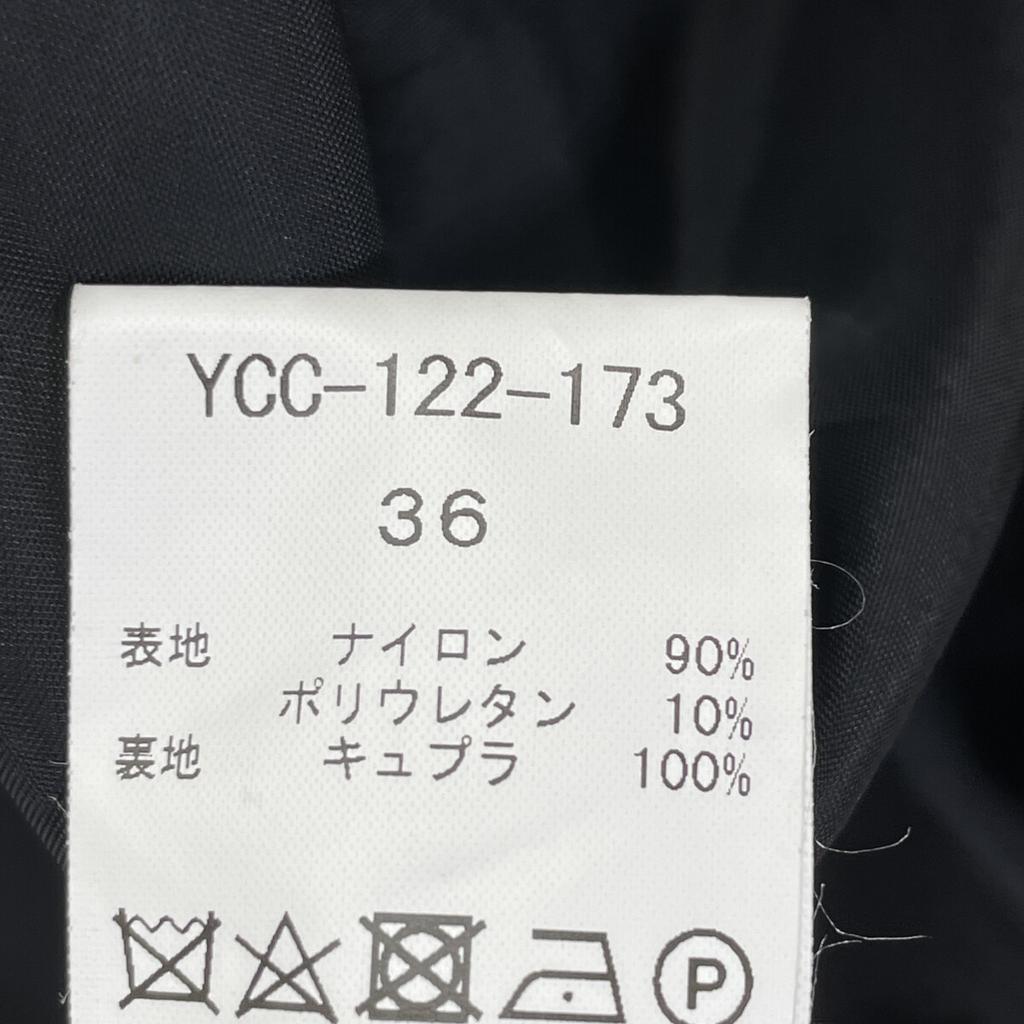 YCC-122-173
36
表地 ナイロン 90%
ポリウレタン 10%
裏地 キュプラ 100%
P